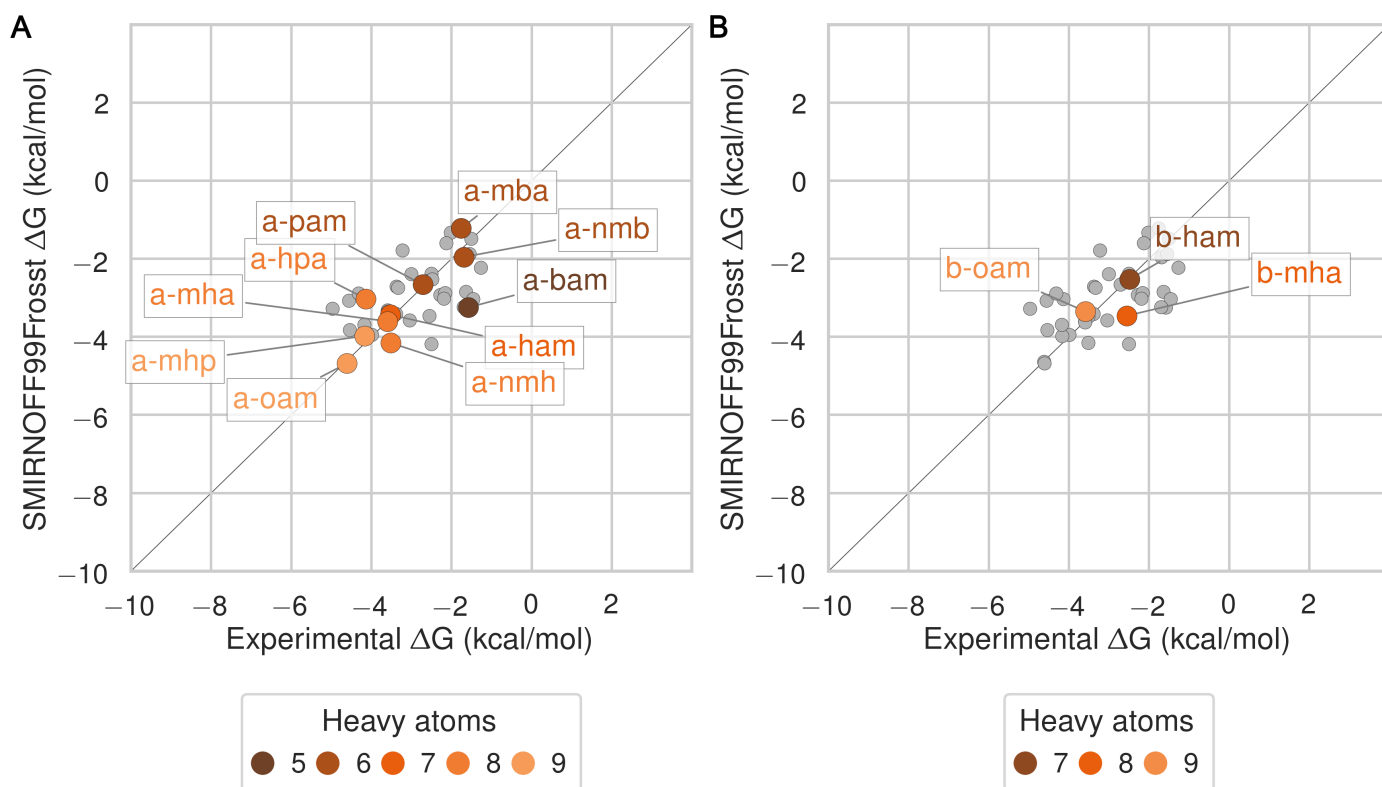 A
SMIRNOFF99Frosst ΔG (kcal/mol)
2
0
−2
−4
−6
−8
−10
a-mba
a-pam
a-nmb
a-hpa
a-bam
a-mha
a-ham
a-mhp
a-nmh
a-oam
−10 −8 −6 −4 −2 0 2
Experimental ΔG (kcal/mol)
Heavy atoms
5 6 7 8 9
B
SMIRNOFF99Frosst ΔG (kcal/mol)
2
0
−2
−4
−6
−8
−10
b-ham
b-oam
b-mha
−10 −8 −6 −4 −2 0 2
Experimental ΔG (kcal/mol)
Heavy atoms
7 8 9